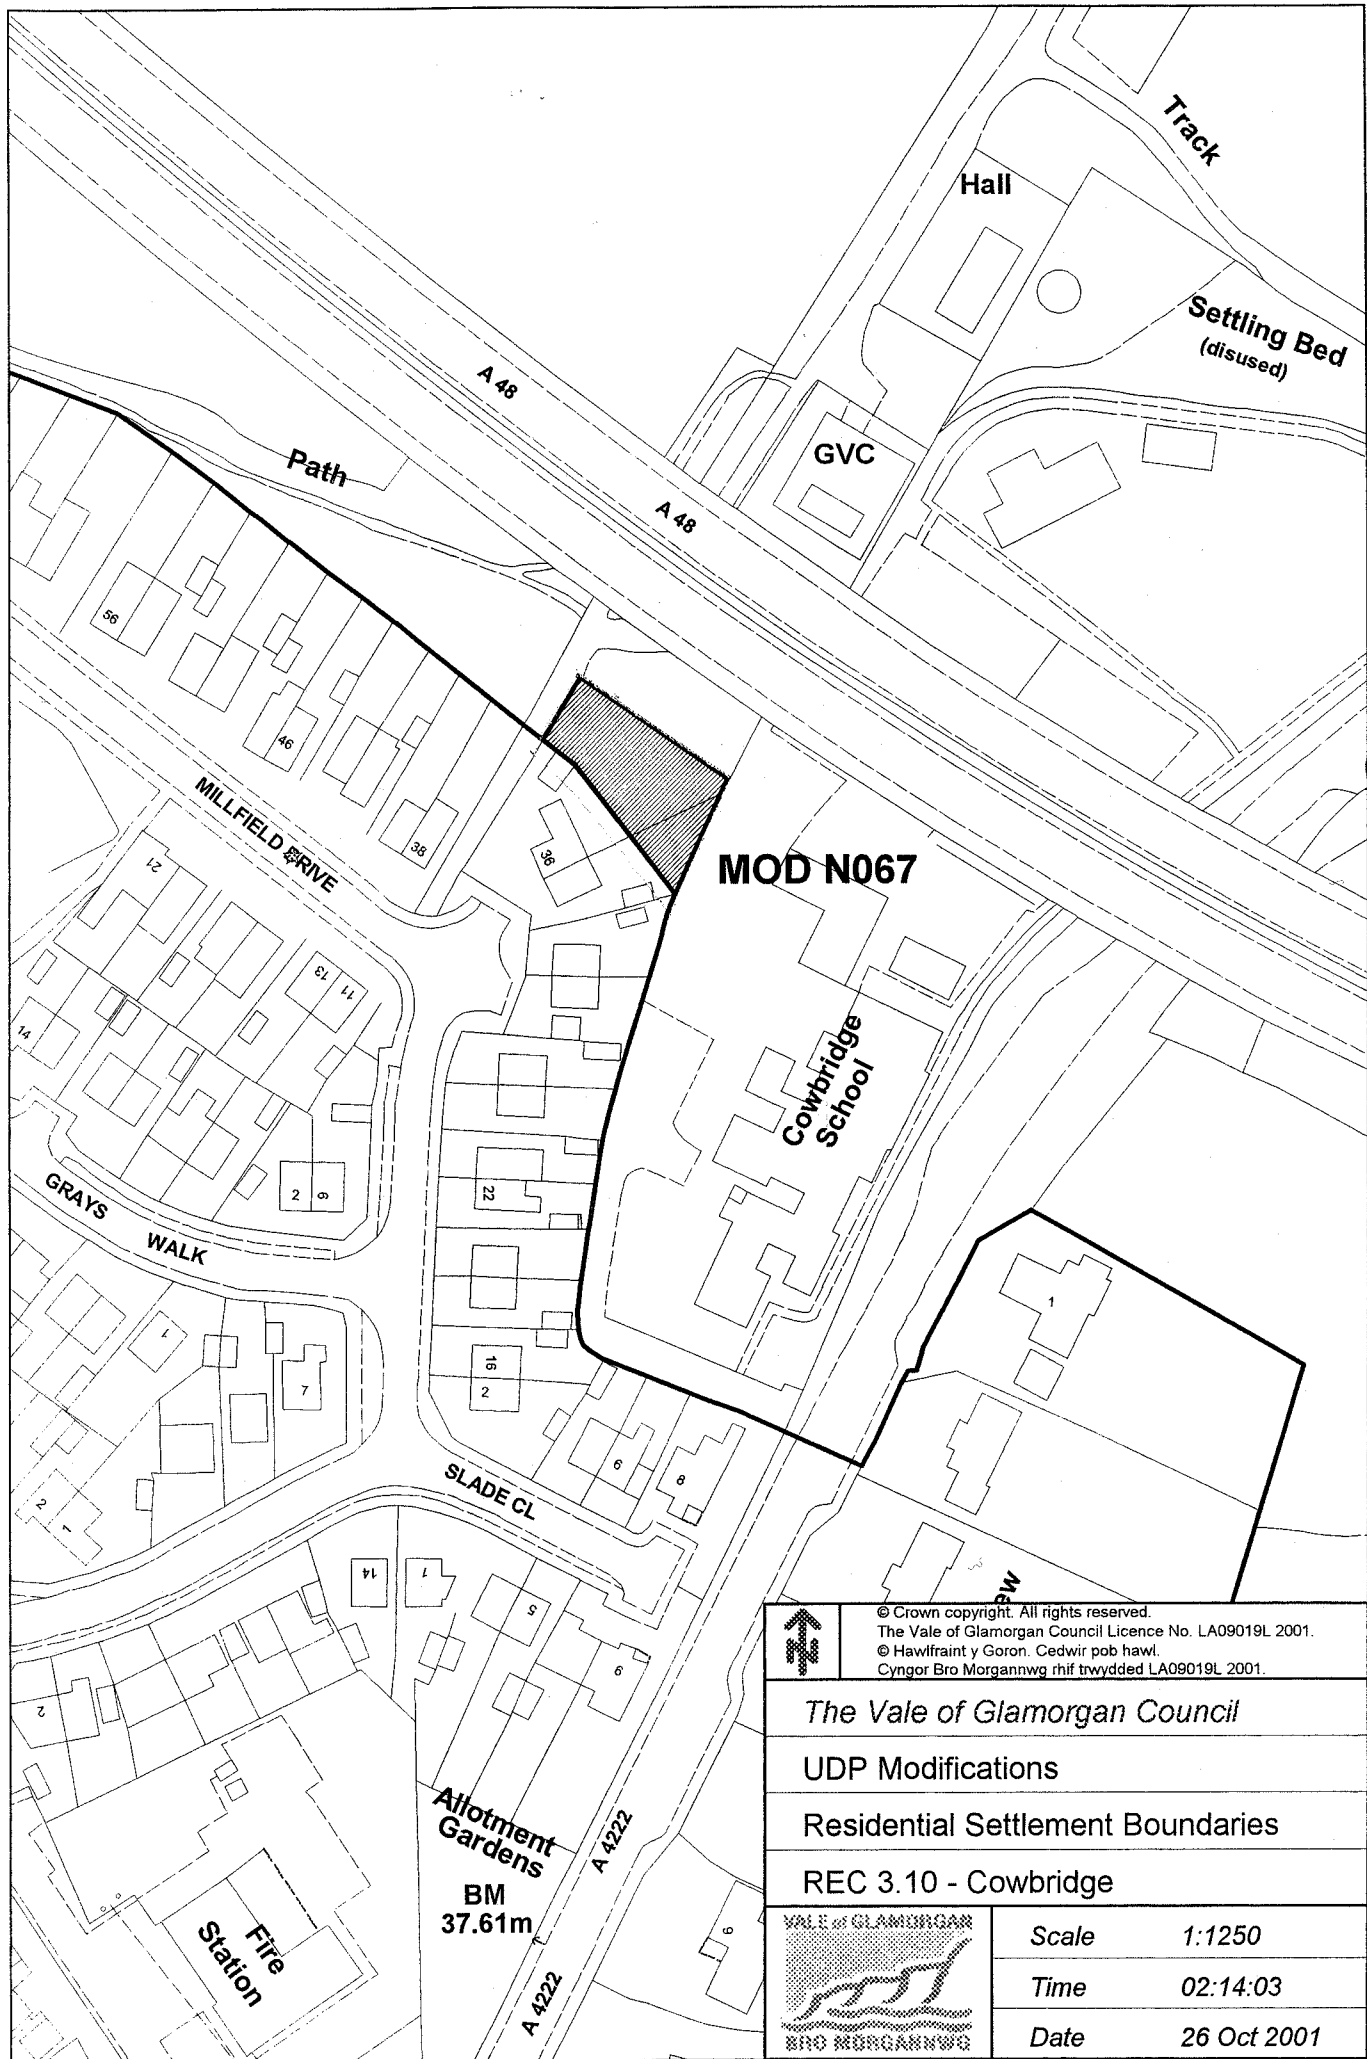 Track
Hall
Settling Bed
(disused)
A 48
Path
GVC
A 48
56
46
38
36
MILLFIELD DRIVE
MOD N067
21
13
11
14
Cowbridge
School
22
2
9
GRAYS
WALK
1
1
7
16
2
6
8
SLADE CL
2
1
14
1
5
9
2
ew
Allotment
Gardens
A 4222
BM
37.61m
Fire
Station
A 4222
9
N
© Crown copyright. All rights reserved.
The Vale of Glamorgan Council Licence No. LA09019L 2001.
© Hawlfraint y Goron. Cedwir pob hawl.
Cyngor Bro Morgannwg rhif trwydded LA09019L 2001.
The Vale of Glamorgan Council
UDP Modifications
Residential Settlement Boundaries
REC 3.10 - Cowbridge
VALE of GLAMORGAN
BRO MORGANNWG
Scale 1:1250
Time 02:14:03
Date 26 Oct 2001